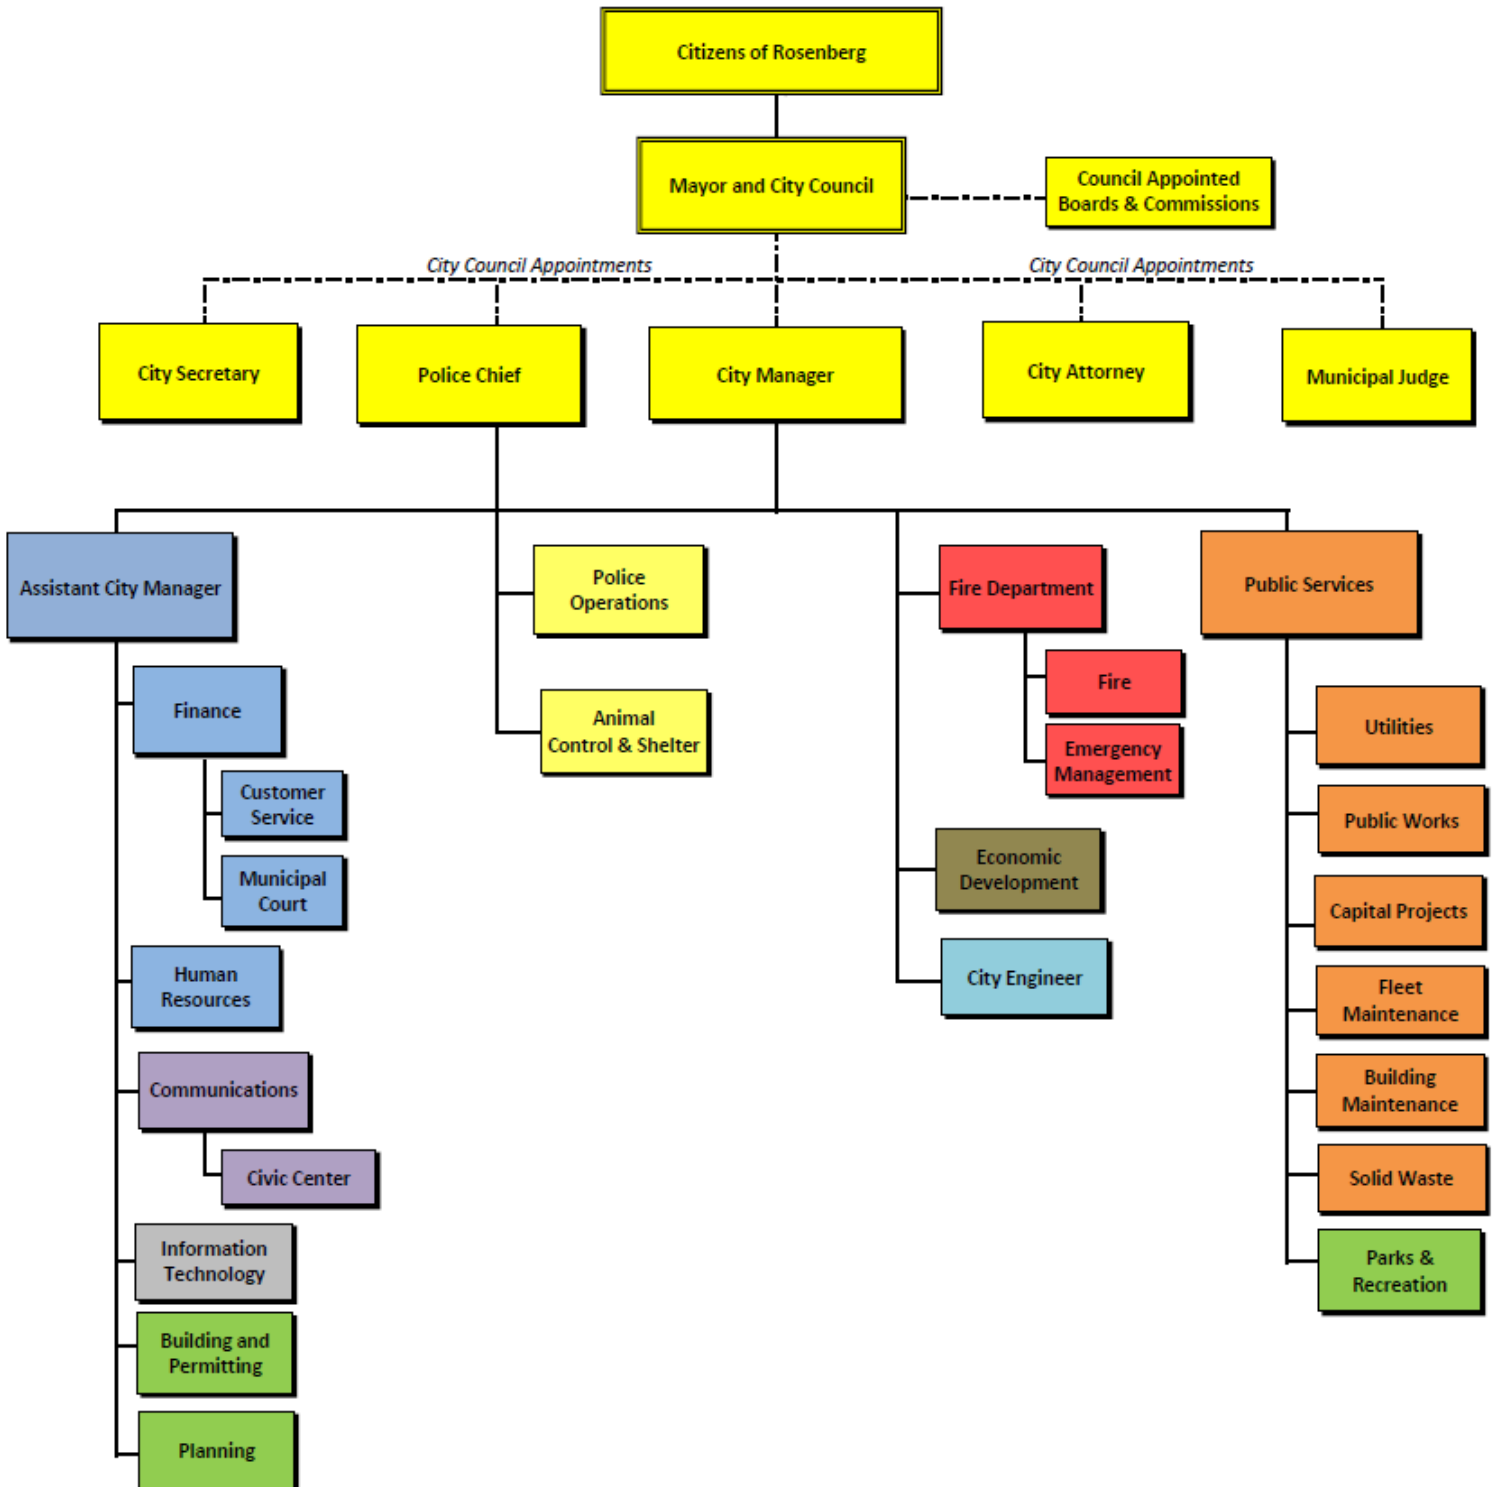 Citizens of Rosenberg
Mayor and City Council
Council Appointed
Boards & Commissions
City Council Appointments
City Council Appointments
City Secretary
Police Chief
City Manager
City Attorney
Municipal Judge
Assistant City Manager
Finance
Customer
Service
Municipal
Court
Human
Resources
Communications
Civic Center
Information
Technology
Building and
Permitting
Planning
Police
Operations
Animal
Control & Shelter
Fire Department
Fire
Emergency
Management
Economic
Development
City Engineer
Public Services
Utilities
Public Works
Capital Projects
Fleet
Maintenance
Building
Maintenance
Solid Waste
Parks &
Recreation